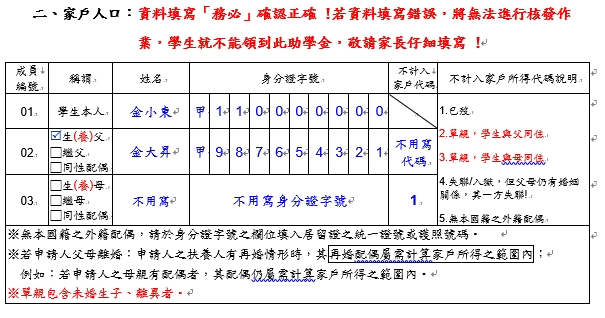 二、家戶人口：資料填寫「務必」確認正確！若資料填寫錯誤，將無法進行核發作
業，學生就不能領到此助學金，敬請家長仔細填寫！
成員編號 稱謂 姓名 身分證字號 不計入家戶代碼 不計入家戶所得代碼說明
01 學生本人 金小東 甲 1 1 0 0 0 0 0 0 0
1.已歿
2.單親，學生與父同住
3.單親，學生與母同住
4.失聯/入獄，但父母仍有婚姻
關係，其一方失聯!
5.無本國籍之外籍配偶
02 ☑生(養)父 金大昇 甲 9 8 7 6 5 4 3 2 1 不用寫代碼
□繼父
□同性配偶
03 □生(養)母 不用寫 不用寫身分證字號 1
□繼母
□同性配偶
※無本國籍之外籍配偶，請於身分證字號之欄位填入居留證之統一證號或護照號碼。
※若申請人父母離婚：申請人之扶養人有再婚情形時，其再婚配偶屬需計算家戶所得之範圍內；
例如：若申請人之母親有配偶者，其配偶仍屬需計算家戶所得之範圍內。
※單親包含未婚生子、離異者。